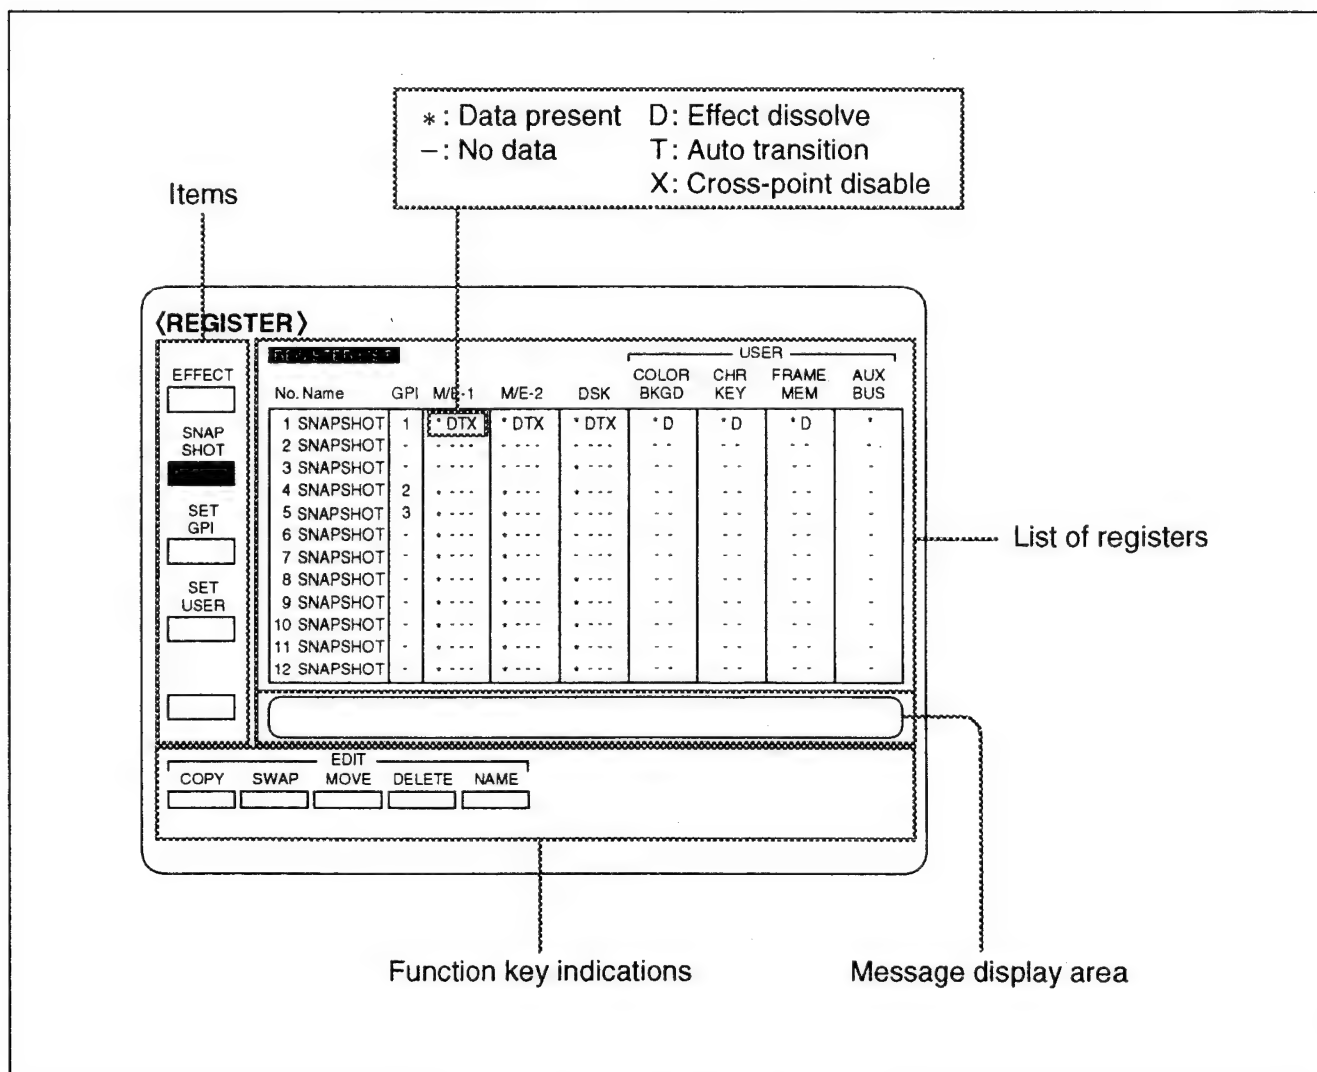 *: Data present D: Effect dissolve
–: No data T: Auto transition
X: Cross-point disable
Items
〈REGISTER〉
USER
EFFECT
SNAP
SHOT
SET
GPI
SET
USER
No. Name GPI M/E-1 M/E-2 DSK COLOR BKGD CHR KEY FRAME MEM AUX BUS
1 SNAPSHOT 1 * DTX * DTX * DTX * D * D * D *
2 SNAPSHOT - - - - - - - - - - - - - - - - - - - - -
3 SNAPSHOT - - - - - - - - - * - - - - - - - - - -
4 SNAPSHOT 2 * - - - * - - - * - - - - - - - - - -
5 SNAPSHOT 3 * - - - * - - - * - - - - - - - - - -
6 SNAPSHOT - * - - - * - - - * - - - - - - - - - -
7 SNAPSHOT - * - - - * - - - * - - - - - - - - - -
8 SNAPSHOT - * - - - * - - - * - - - - - - - - - -
9 SNAPSHOT - * - - - * - - - * - - - - - - - - - -
10 SNAPSHOT - * - - - * - - - * - - - - - - - - - -
11 SNAPSHOT - * - - - * - - - * - - - - - - - - - -
12 SNAPSHOT - * - - - * - - - * - - - - - - - - - -
List of registers
EDIT
COPY SWAP MOVE DELETE NAME
Function key indications
Message display area